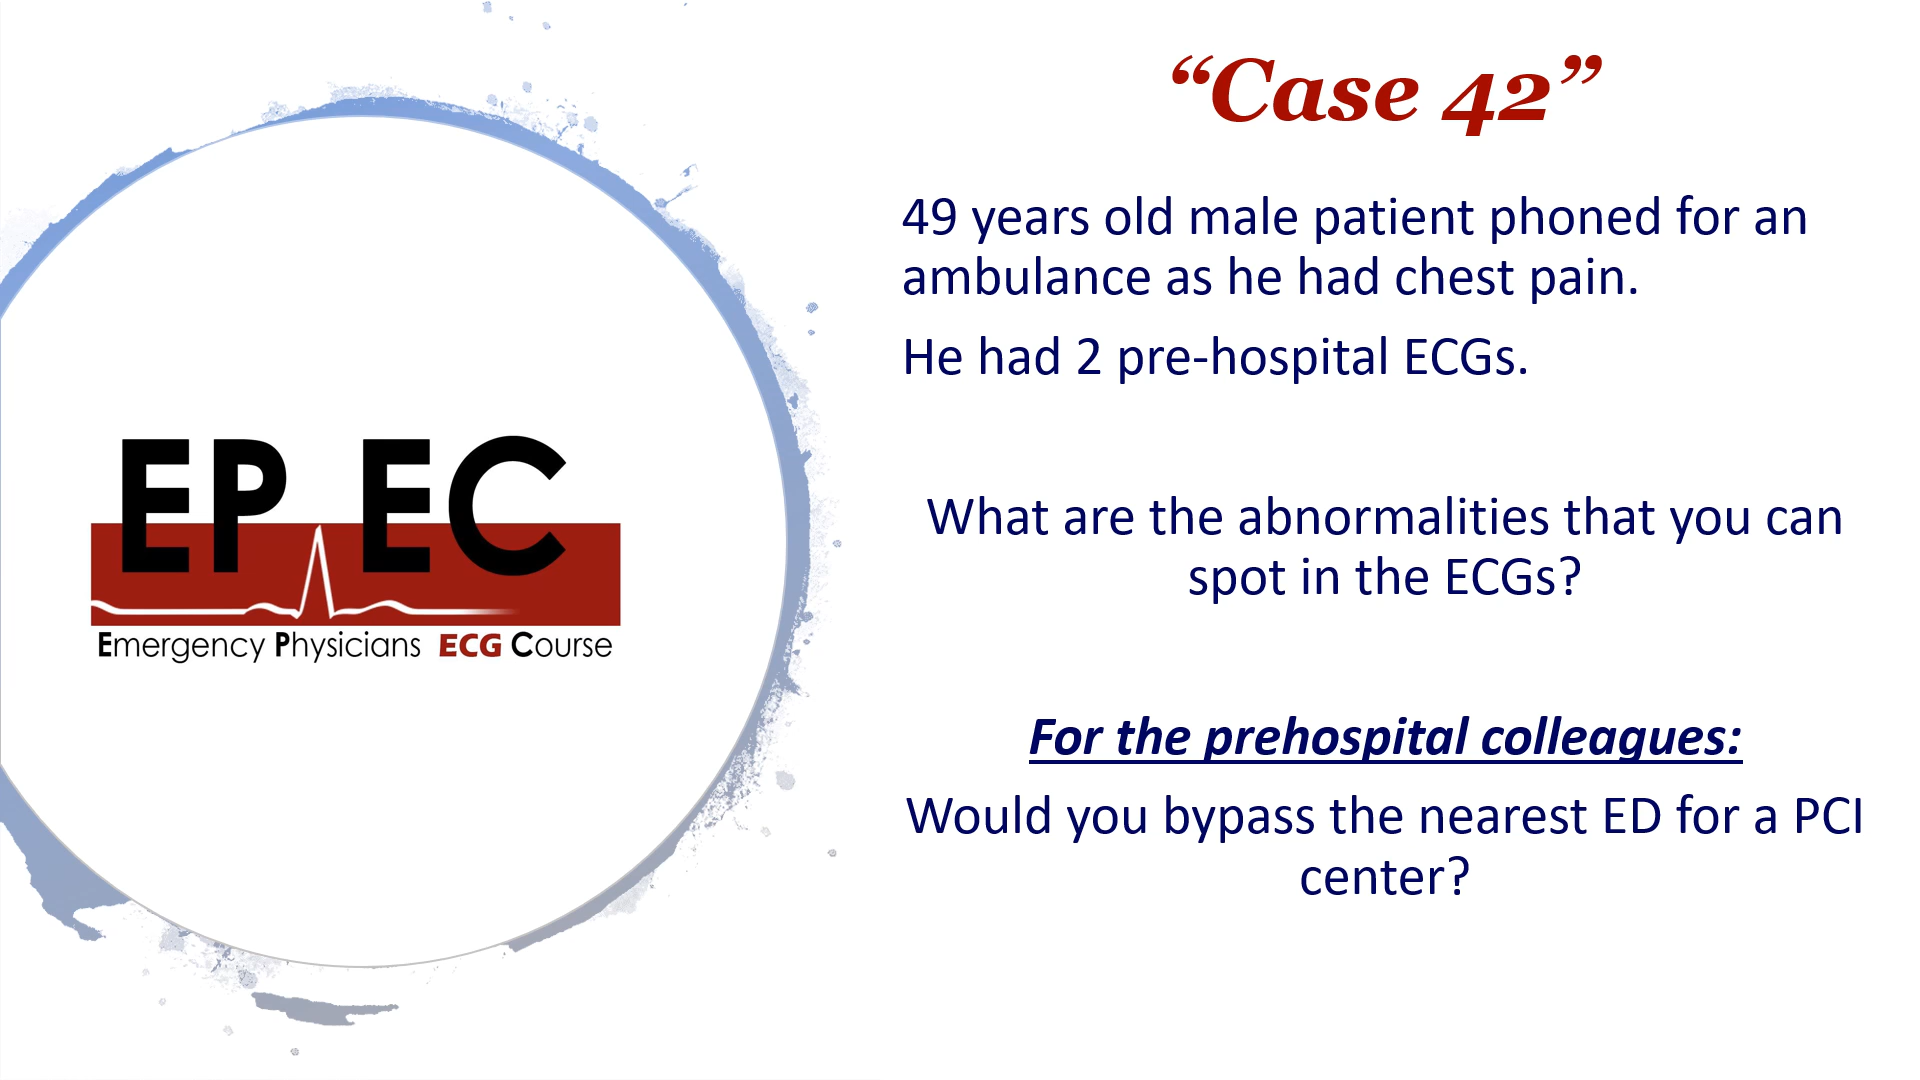 “Case 42”
49 years old male patient phoned for an
ambulance as he had chest pain.
He had 2 pre-hospital ECGs.
What are the abnormalities that you can
spot in the ECGs?
For the prehospital colleagues:
Would you bypass the nearest ED for a PCI
center?
EP EC
Emergency Physicians ECG Course